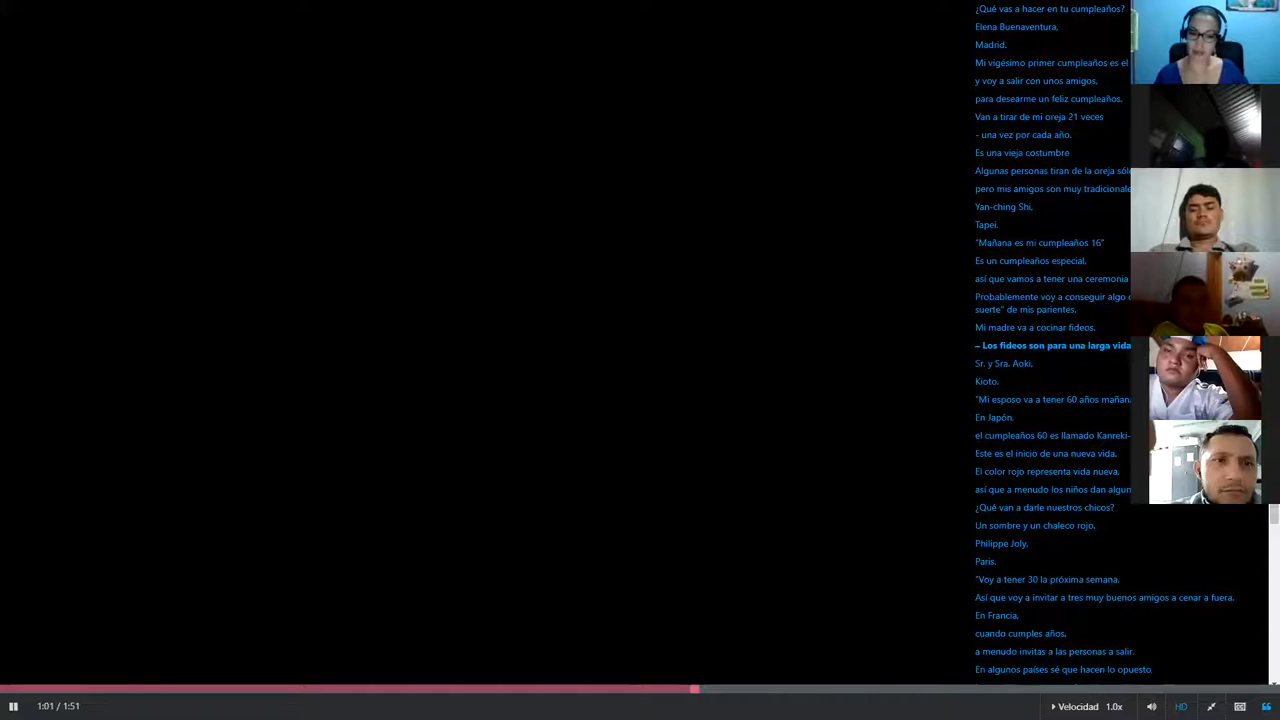 ¿Qué vas a hacer en tu cumpleaños?
Elena Buenaventura,
Madrid.
Mi vigésimo primer cumpleaños es el
y voy a salir con unos amigos,
para desearme un feliz cumpleaños.
Van a tirar de mi oreja 21 veces
- una vez por cada año.
Es una vieja costumbre
Algunas personas tiran de la oreja sólo
pero mis amigos son muy tradicionale
Yan-ching Shi,
Tapei.
"Mañana es mi cumpleaños 16"
Es un cumpleaños especial,
así que vamos a tener una ceremonia
Probablemente voy a conseguir algo
suerte" de mis parientes.
Mi madre va a cocinar fideos.
– Los fideos son para una larga vida
Sr. y Sra. Aoki,
Kioto.
"Mi esposo va a tener 60 años mañan
En Japón,
el cumpleaños 60 es llamado Kanreki-
Este es el inicio de una nueva vida.
El color rojo representa vida nueva,
así que a menudo los niños dan algun
¿Qué van a darle nuestros chicos?
Un sombre y un chaleco rojo.
Philippe Joly,
Paris.
"Voy a tener 30 la próxima semana.
Así que voy a invitar a tres muy buenos amigos a cenar a fuera.
En Francia,
cuando cumples años,
a menudo invitas a las personas a salir.
En algunos países sé que hacen lo opuesto
1:01 / 1:51
Velocidad 1.0x
HD